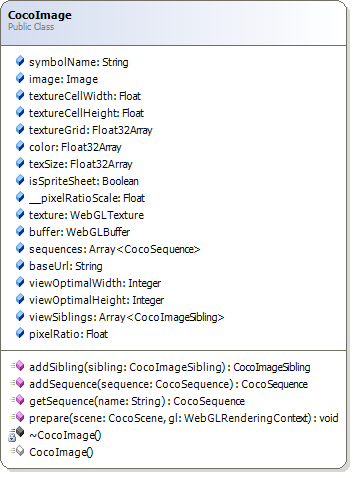 CocoImage
Public Class
symbolName: String
image: Image
textureCellWidth: Float
textureCellHeight: Float
textureGrid: Float32Array
color: Float32Array
texSize: Float32Array
isSpriteSheet: Boolean
__pixelRatioScale: Float
texture: WebGLTexture
buffer: WebGLBuffer
sequences: Array<CocoSequence>
baseUrl: String
viewOptimalWidth: Integer
viewOptimalHeight: Integer
viewSiblings: Array<CocoImageSibling>
pixelRatio: Float
addSibling(sibling: CocoImageSibling): CocoImageSibling
addSequence(sequence: CocoSequence): CocoSequence
getSequence(name: String): CocoSequence
prepare(scene: CocoScene, gl: WebGLRenderingContext): void
~CocoImage()
CocoImage()